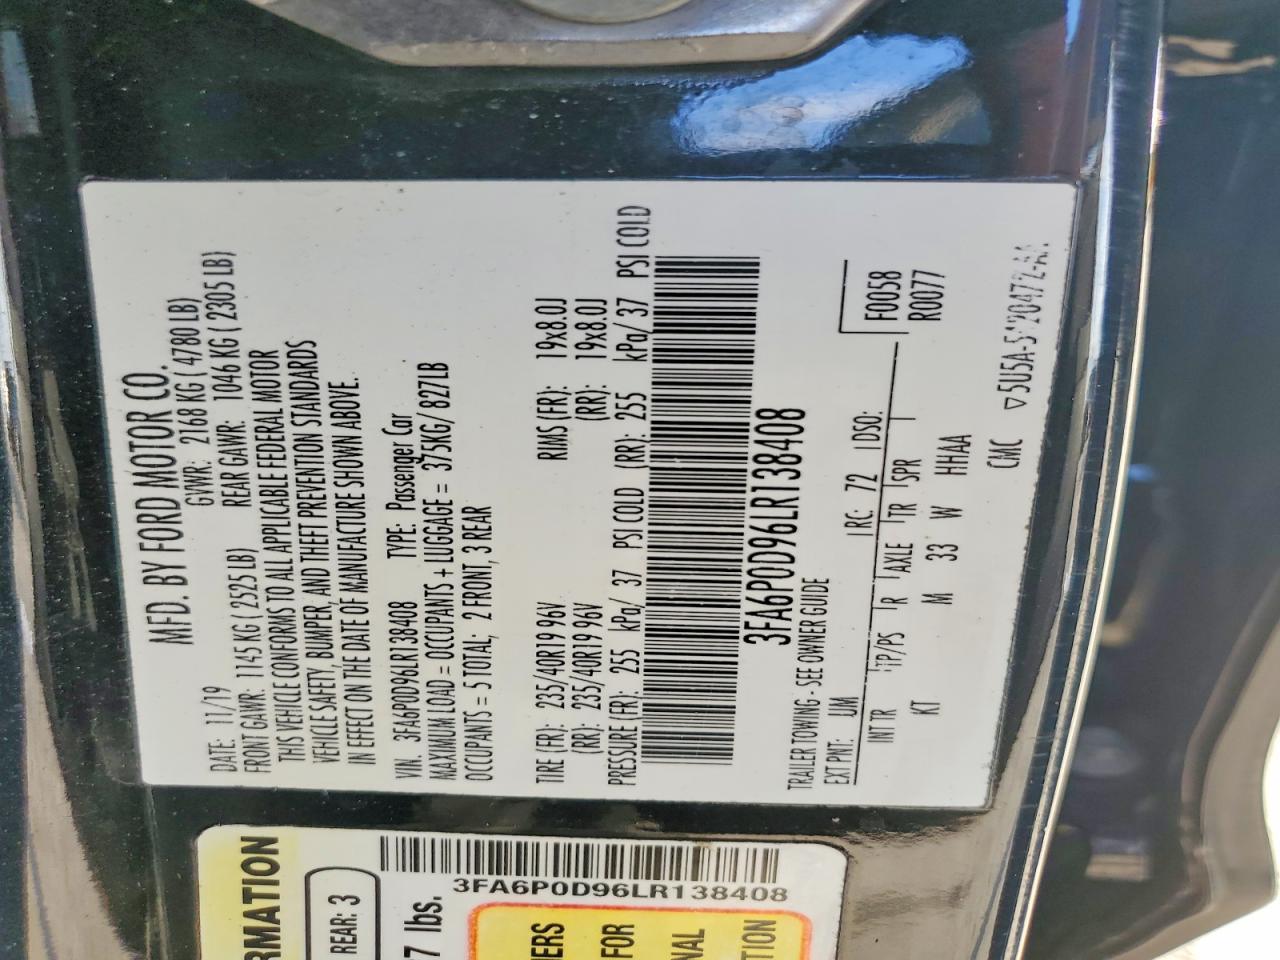 MFD. BY FORD MOTOR CO.
DATE: 11/19 GVWR: 2168 KG ( 4780 LB)
FRONT GAWR: 1145 KG ( 2525 LB) REAR GAWR: 1046 KG ( 2305 LB)
THIS VEHICLE CONFORMS TO ALL APPLICABLE FEDERAL MOTOR
VEHICLE SAFETY, BUMPER, AND THEFT PREVENTION STANDARDS
IN EFFECT ON THE DATE OF MANUFACTURE SHOWN ABOVE.
VIN: 3FA6P0D96LR138408 TYPE: Passenger Car
MAXIMUM LOAD = OCCUPANTS + LUGGAGE = 375KG/ 827LB
OCCUPANTS = 5 TOTAL; 2 FRONT, 3 REAR
TIRE (FR): 235/40R19 96V RIMS (FR): 19x8.0J
(RR): 235/40R19 96V (RR): 19x8.0J
PRESSURE (FR): 255 kPa/ 37 PSI COLD (RR): 255 kPa/ 37 PSI COLD
3FA6P0D96LR138408
TRAILER TOWING - SEE OWNER GUIDE
EXT PNT: UM RC: 72 DSO: F0058
R0077
INT TR TP/PS R AXLE TR SPR
KT M 33 W HHAA
CMC
RMATION
REAR: 3
7 lbs.
3FA6P0D96LR138408
FOR